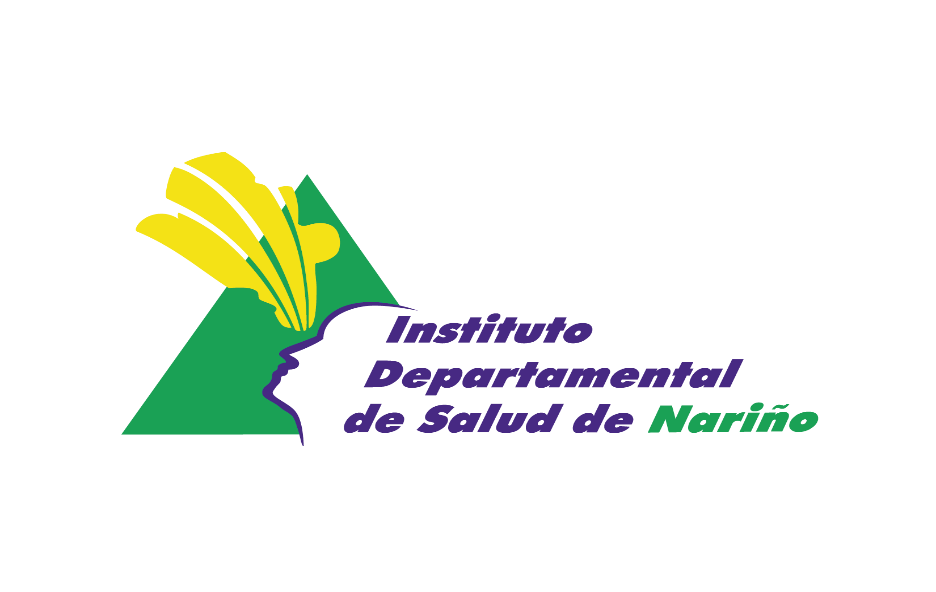 Instituto
Departamental
de Salud de Nariño